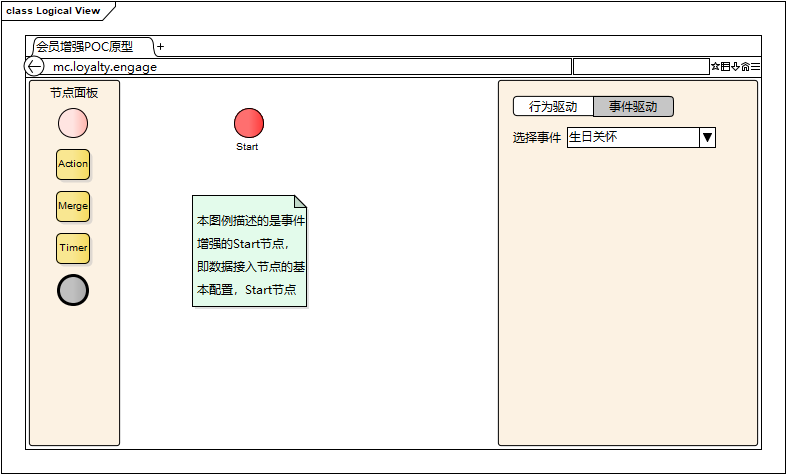 class Logical View
会员增强POC原型
+
mc.loyalty.engage
节点面板
Action
Merge
Timer
Start
本图例描述的是事件
增强的Start节点，
即数据接入节点的基
本配置，Start节点
行为驱动
事件驱动
选择事件
生日关怀